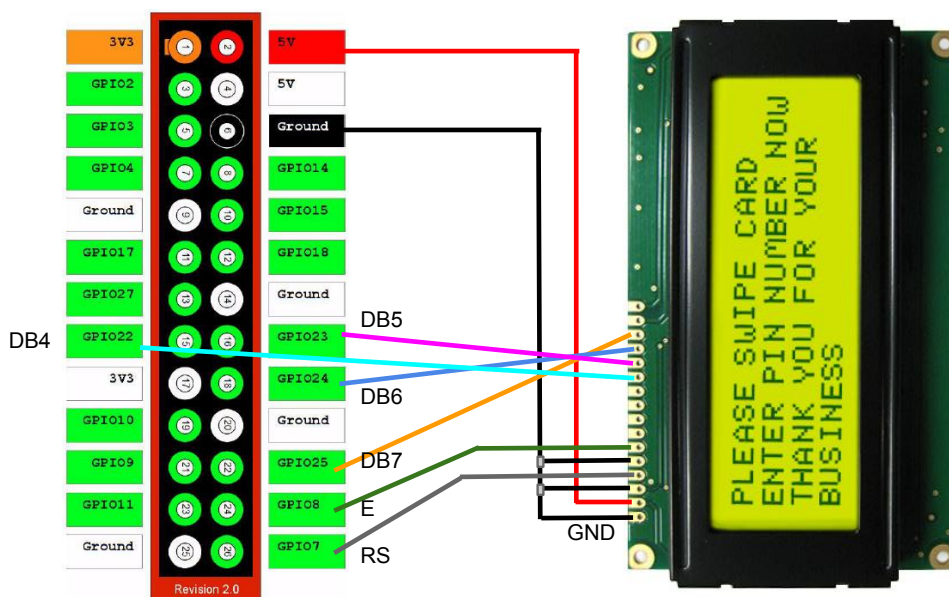 3V3
1
2
5V
GPIO2
3
4
5V
GPIO3
5
6
Ground
GPIO4
7
8
GPIO14
Ground
9
10
GPIO15
GPIO17
11
12
GPIO18
GPIO27
13
14
Ground
DB4
GPIO22
15
16
GPIO23
DB5
3V3
17
18
GPIO24
DB6
GPIO10
19
20
Ground
GPIO9
21
22
GPIO25
DB7
GPIO11
23
24
GPIO8
E
Ground
25
26
GPIO7
RS
GND
Revision 2.0
PLEASE SWIPE CARD
ENTER PIN NUMBER NOW
THANK YOU FOR YOUR
BUSINESS